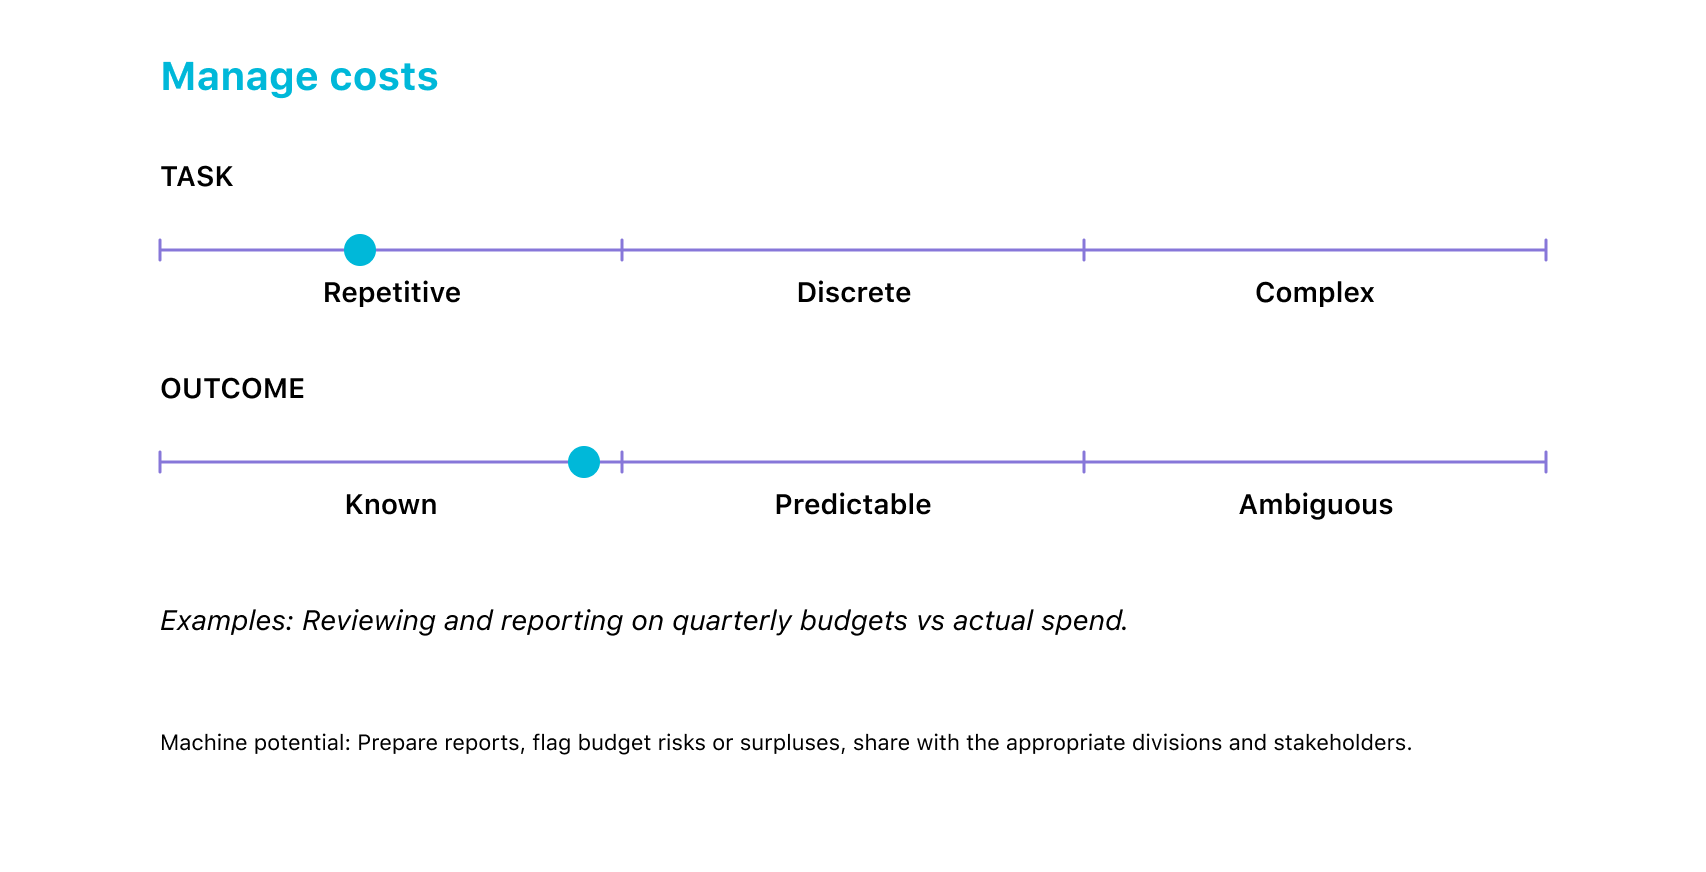 Manage costs
TASK
Repetitive
Discrete
Complex
OUTCOME
Known
Predictable
Ambiguous
Examples: Reviewing and reporting on quarterly budgets vs actual spend.
Machine potential: Prepare reports, flag budget risks or surpluses, share with the appropriate divisions and stakeholders.